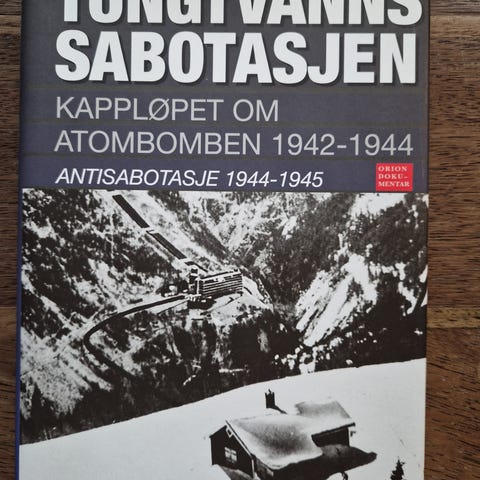 TUNGTVANNS
SABOTASJEN
KAPPLØPET OM
ATOMBOMBEN 1942-1944
ANTISABOTASJE 1944-1945
ORION
DOKU-
MENTAR